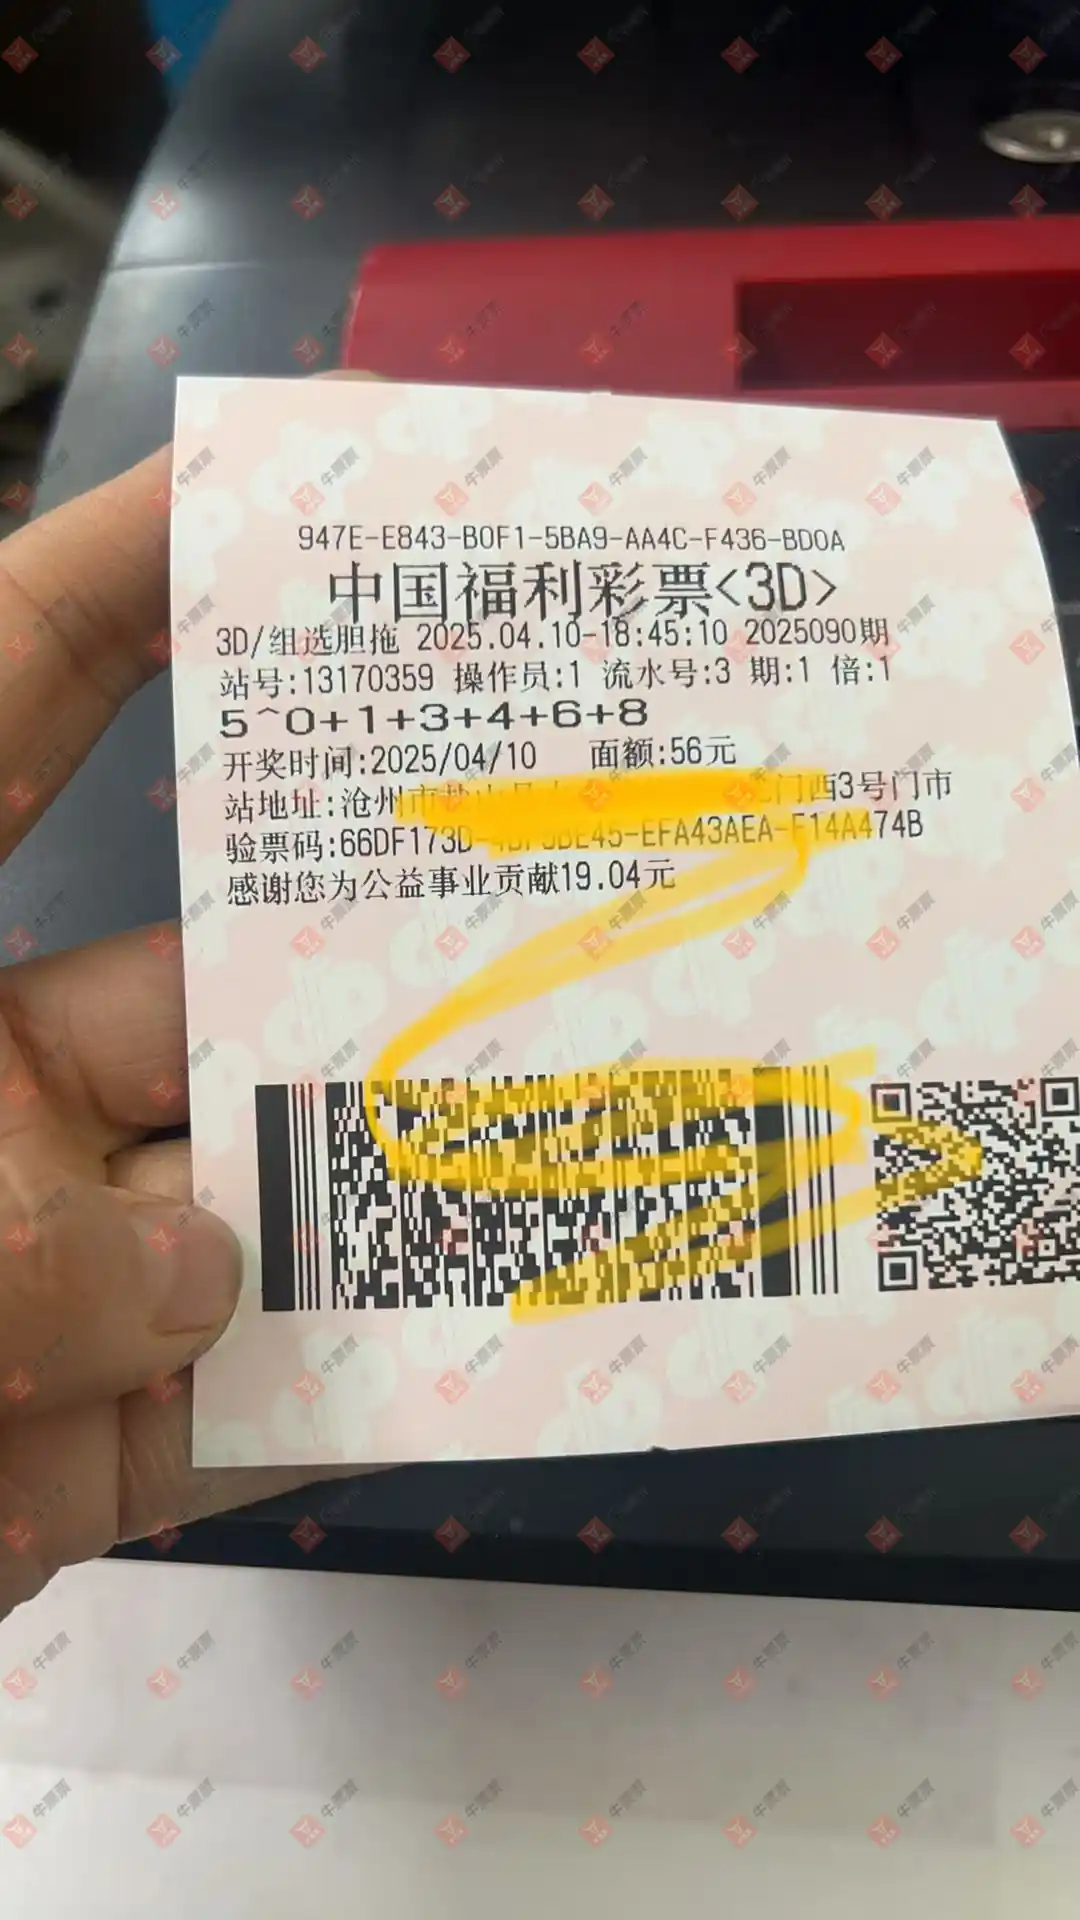 947E-E843-B0F1-5BA9-AA4C-F436-BD0A
中国福利彩票<3D>
3D/组选胆拖 2025.04.10-18:45:10 2025090期
站号:13170359 操作员:1 流水号:3 期:1 倍:1
5^0+1+3+4+6+8
开奖时间:2025/04/10 面额:56元
站地址:沧州市 门西3号门市
验票码:66DF173D- -EFA43AEA-F14A474B
感谢您为公益事业贡献19.04元
牛票票